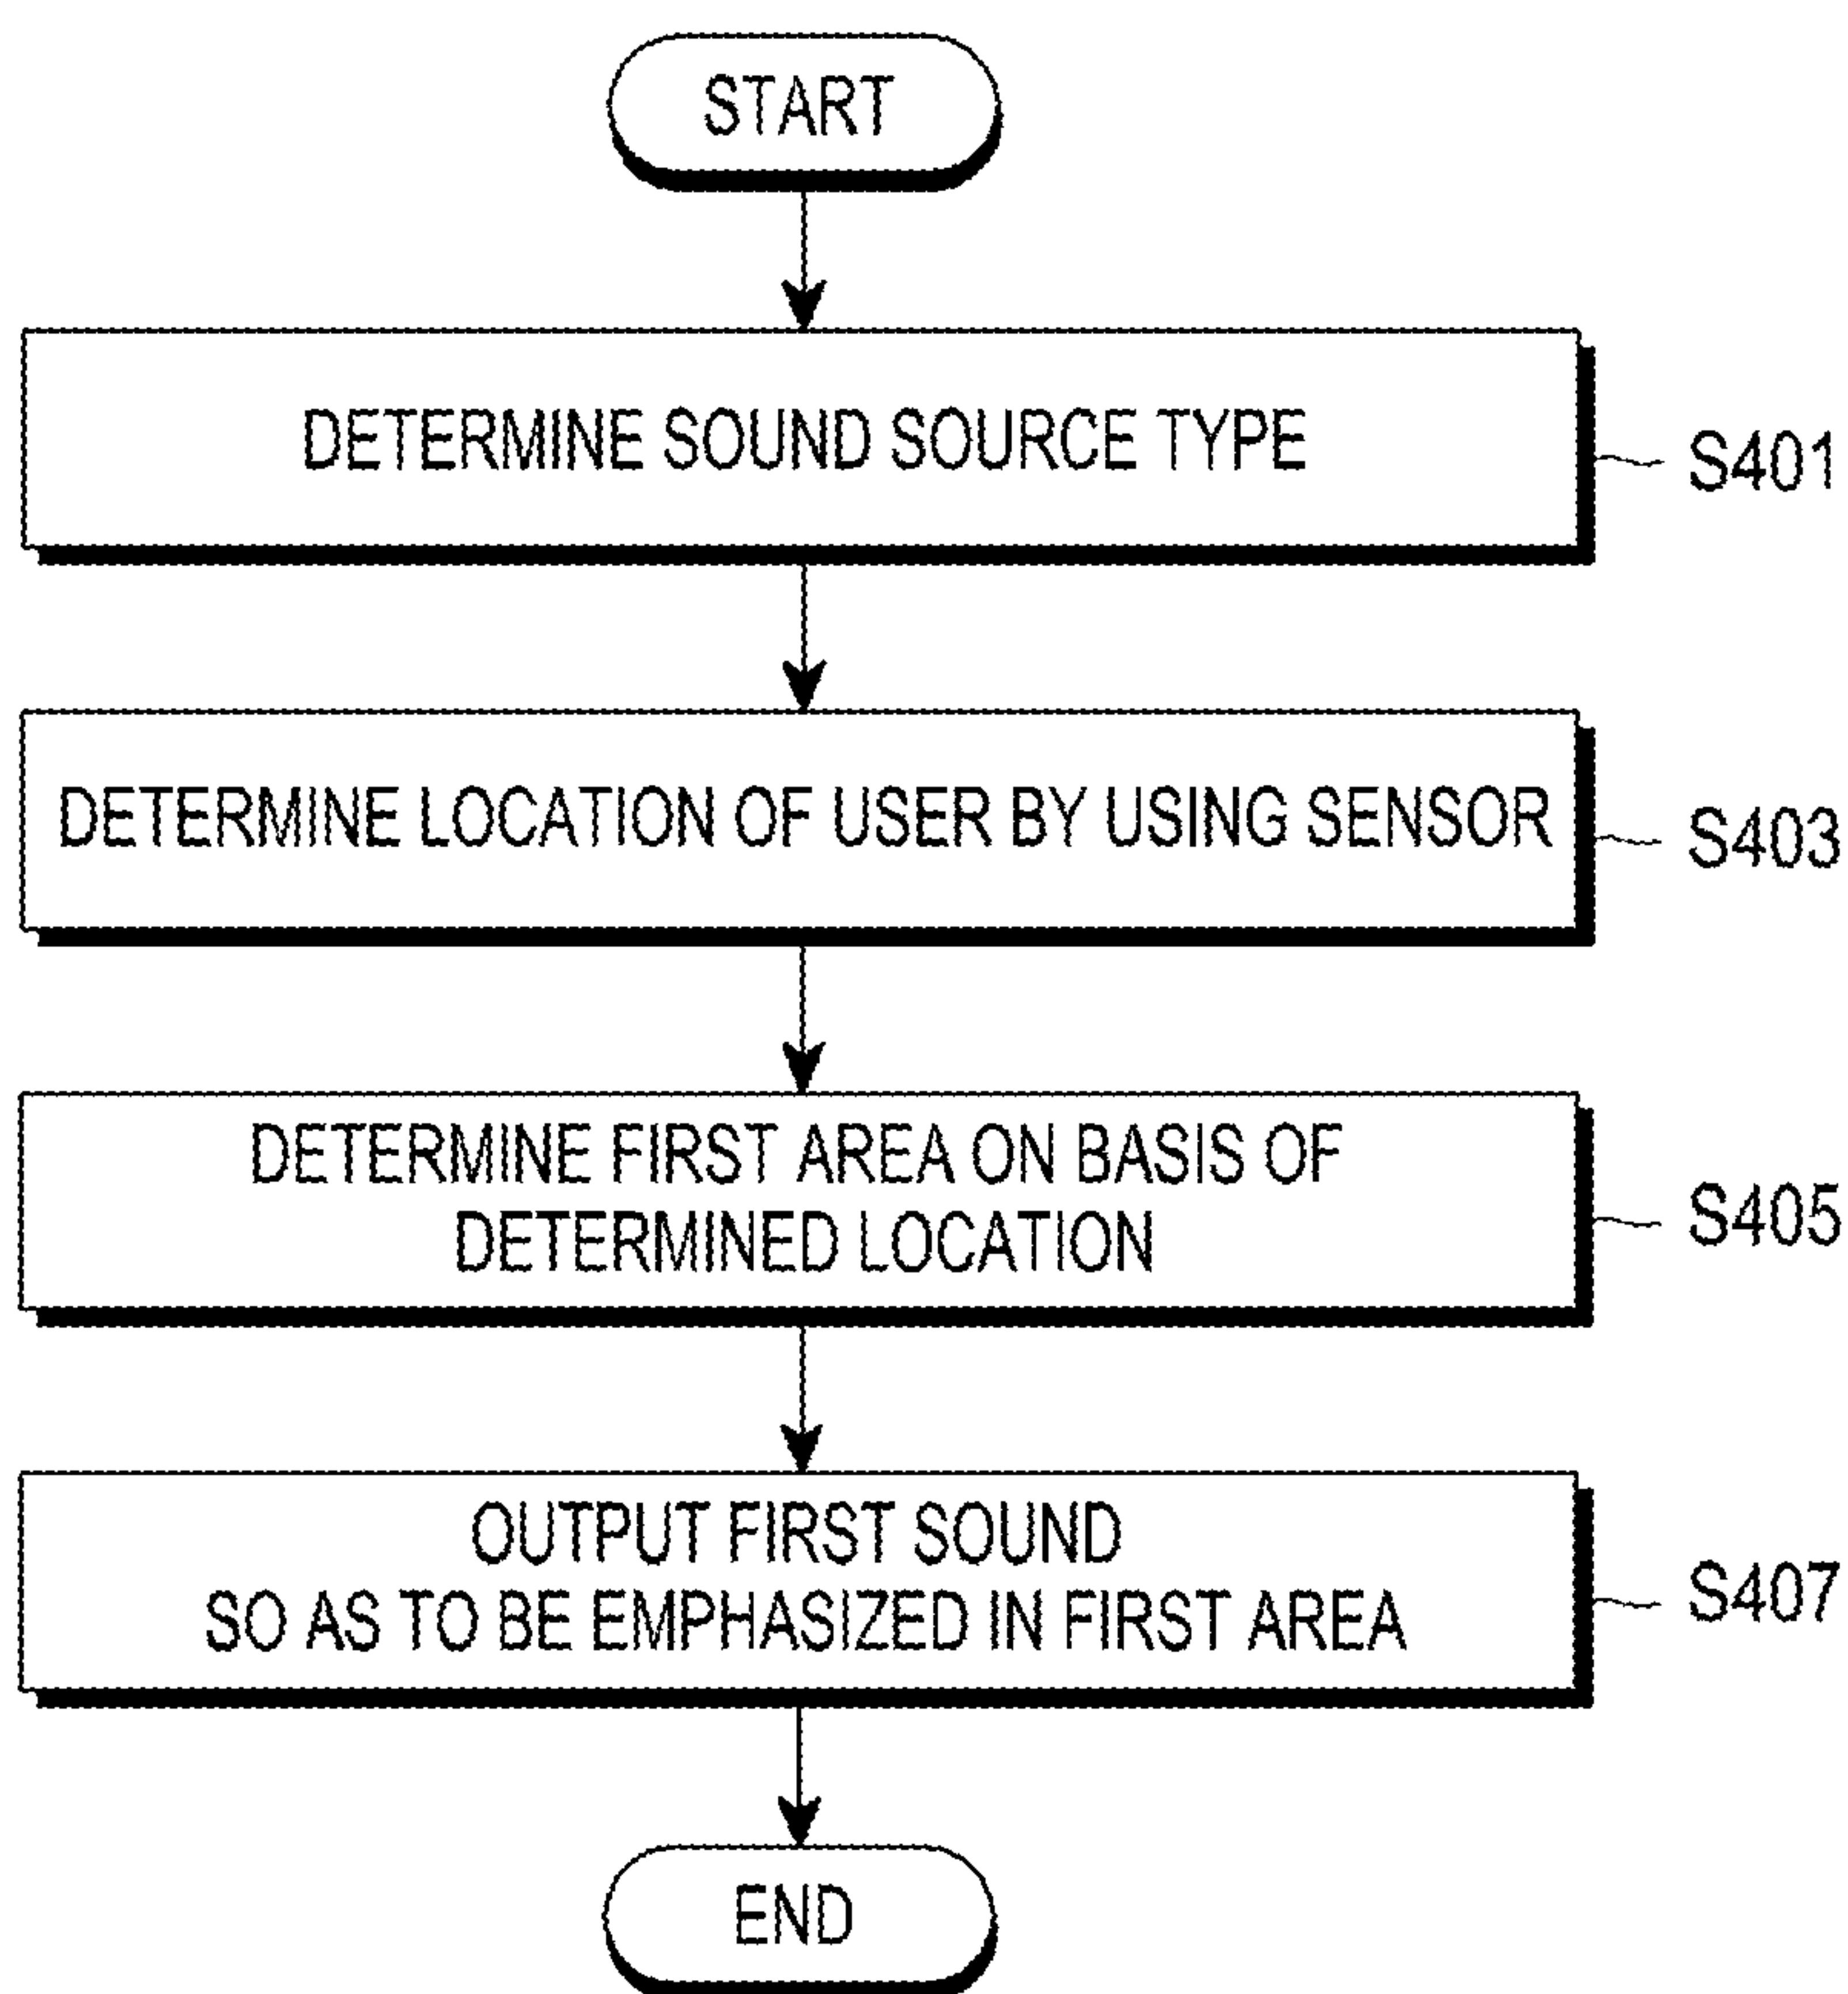 START
DETERMINE SOUND SOURCE TYPE
S401
DETERMINE LOCATION OF USER BY USING SENSOR
S403
DETERMINE FIRST AREA ON BASIS OF
DETERMINED LOCATION
S405
OUTPUT FIRST SOUND
SO AS TO BE EMPHASIZED IN FIRST AREA
S407
END